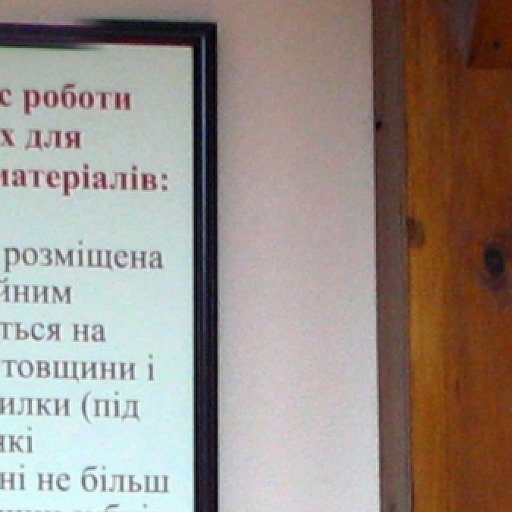 с роботи
х для
матеріалів:
розміщена
йним
ться на
товщини і
илки (під
які
ні не більш